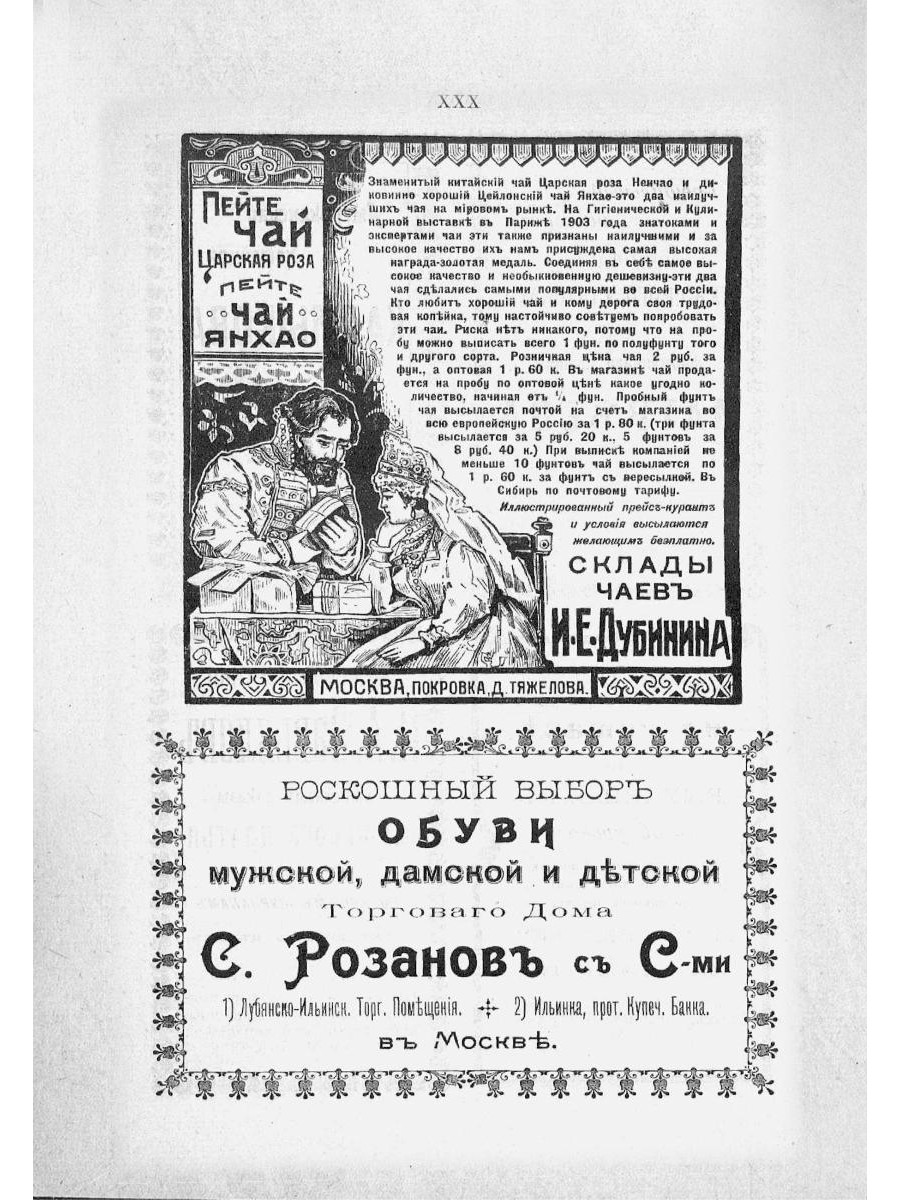 XXX
Пейте
чай
Царская роза
пейте
чай
янхао
Знаменитый китайскій чай Царская роза Ненчао и ди-
ковинно хорошій Цейлонскій чай Янхао-это два наилуч-
шихъ чая на міровомъ рынкѣ. На Гигіенической и Кули-
нарной выставкѣ въ Парижѣ 1903 года знатоками и
экспертами чаи эти также признаны наилучшими и за
высокое качество ихъ намъ присуждена самая высокая
награда-золотая медаль. Соединяя въ себѣ самое вы-
сокое качество и необыкновенную дешевизну-эти два
чая сдѣлались самыми популярными во всей Россіи.
Кто любитъ хорошій чай и кому дорога своя трудо-
вая копѣйка, тому настойчиво совѣтуемъ попробовать
эти чаи. Риска нѣтъ никакого, потому что на про-
бу можно выписать всего 1 фун. по полуфунту того
и другого сорта. Розничная цѣна чая 2 руб. за
фун., а оптовая 1 р. 60 к. Въ магазинѣ чай прода-
ется на пробу по оптовой цѣнѣ какое угодно ко-
личество, начиная отъ ¼ фун. Пробный фунтъ
чая высылается почтой на счетъ магазина во
всю европейскую Россію за 1 р. 80 к. (три фунта
высылается за 5 руб. 20 к., 5 фунтовъ за
8 руб. 40 к.) При выпискѣ компаніей не
меньше 10 фунтовъ чай высылается по
1 р. 60 к. за фунтъ съ пересылкой. Въ
Сибирь по почтовому тарифу.
Иллюстрированный прейсъ-курантъ
и условія высылаются
желающимъ безплатно.
Склады
чаевъ
И.Е.Дубинина
Москва, Покровка, д. Тяжелова.
Роскошный выборъ
обуви
мужской, дамской и дѣтской
Торговаго Дома
С. Розановъ съ С-ми
1) Лубянско-Ильинск. Торг. Помѣщенія. 2) Ильинка, прот. Купеч. Банка.
въ Москвѣ.